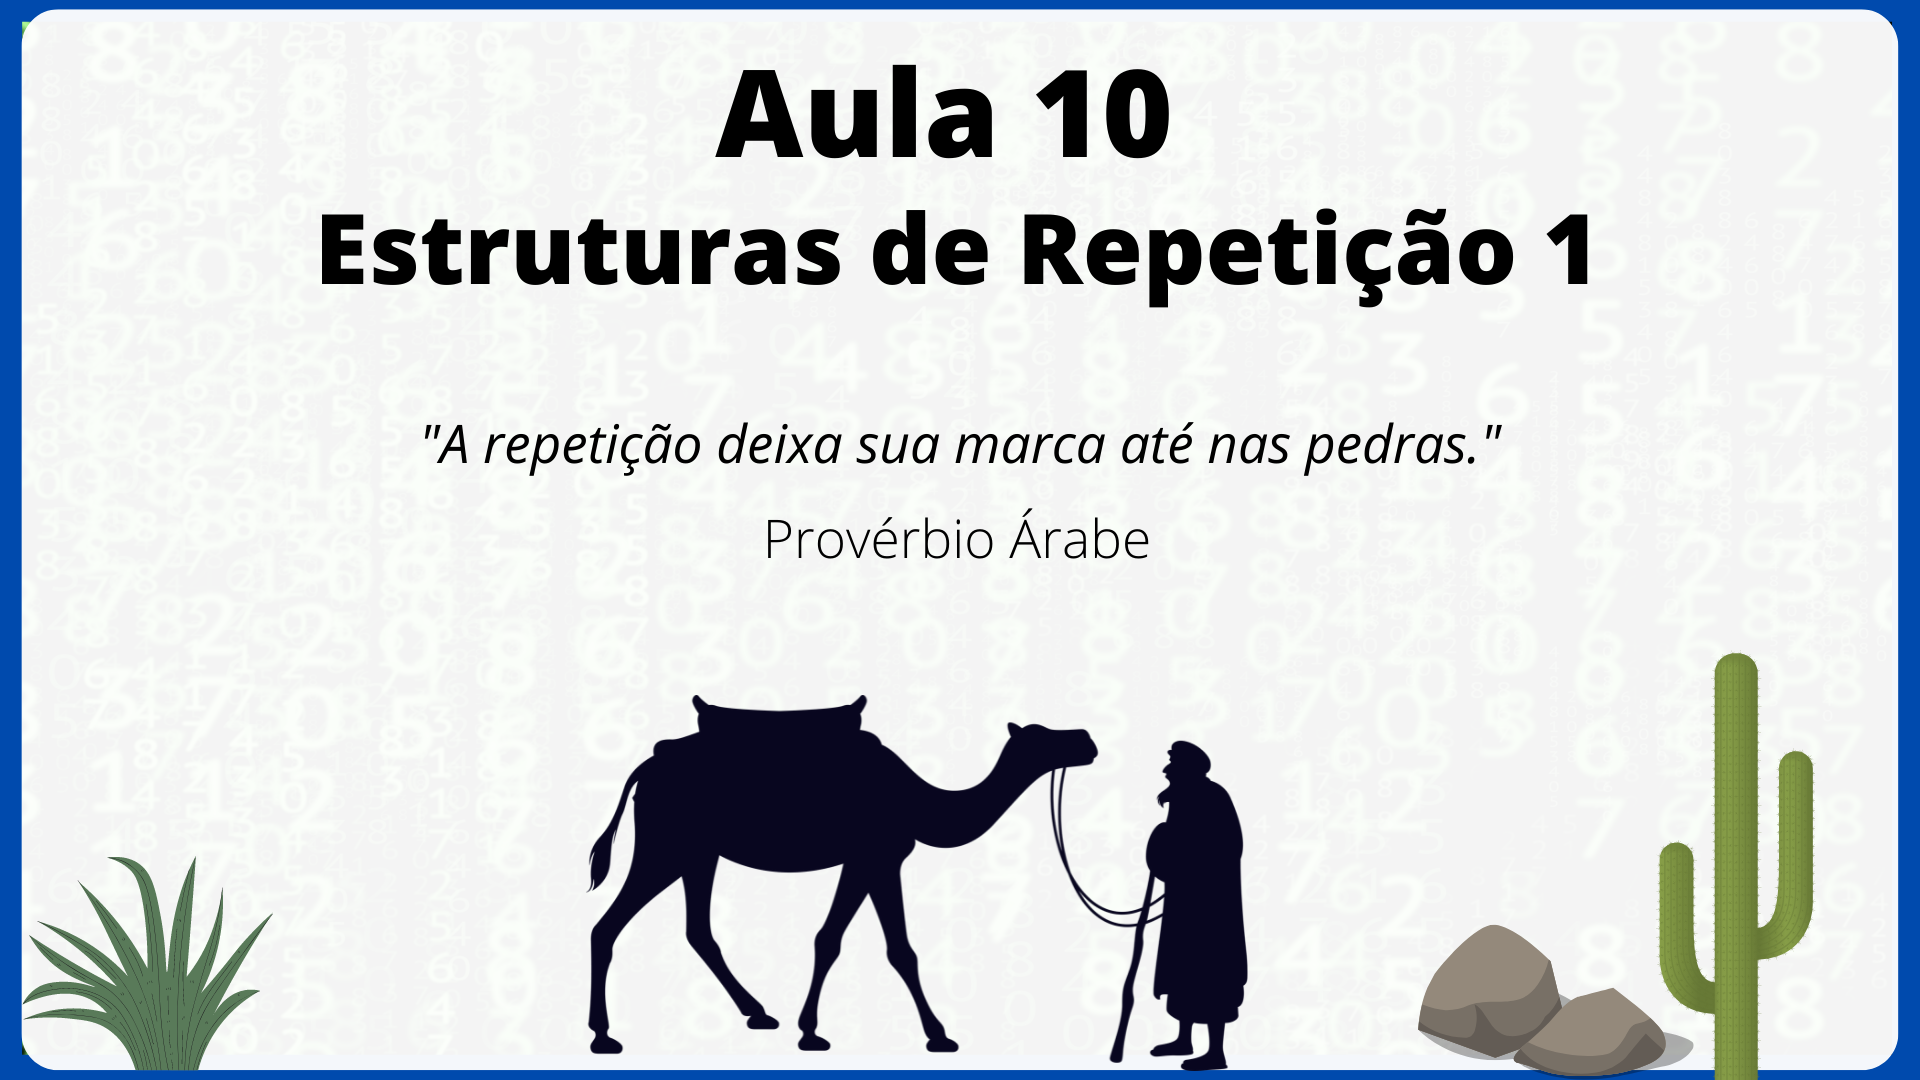 Aula 10
Estruturas de Repetição 1
"A repetição deixa sua marca até nas pedras."
Provérbio Árabe